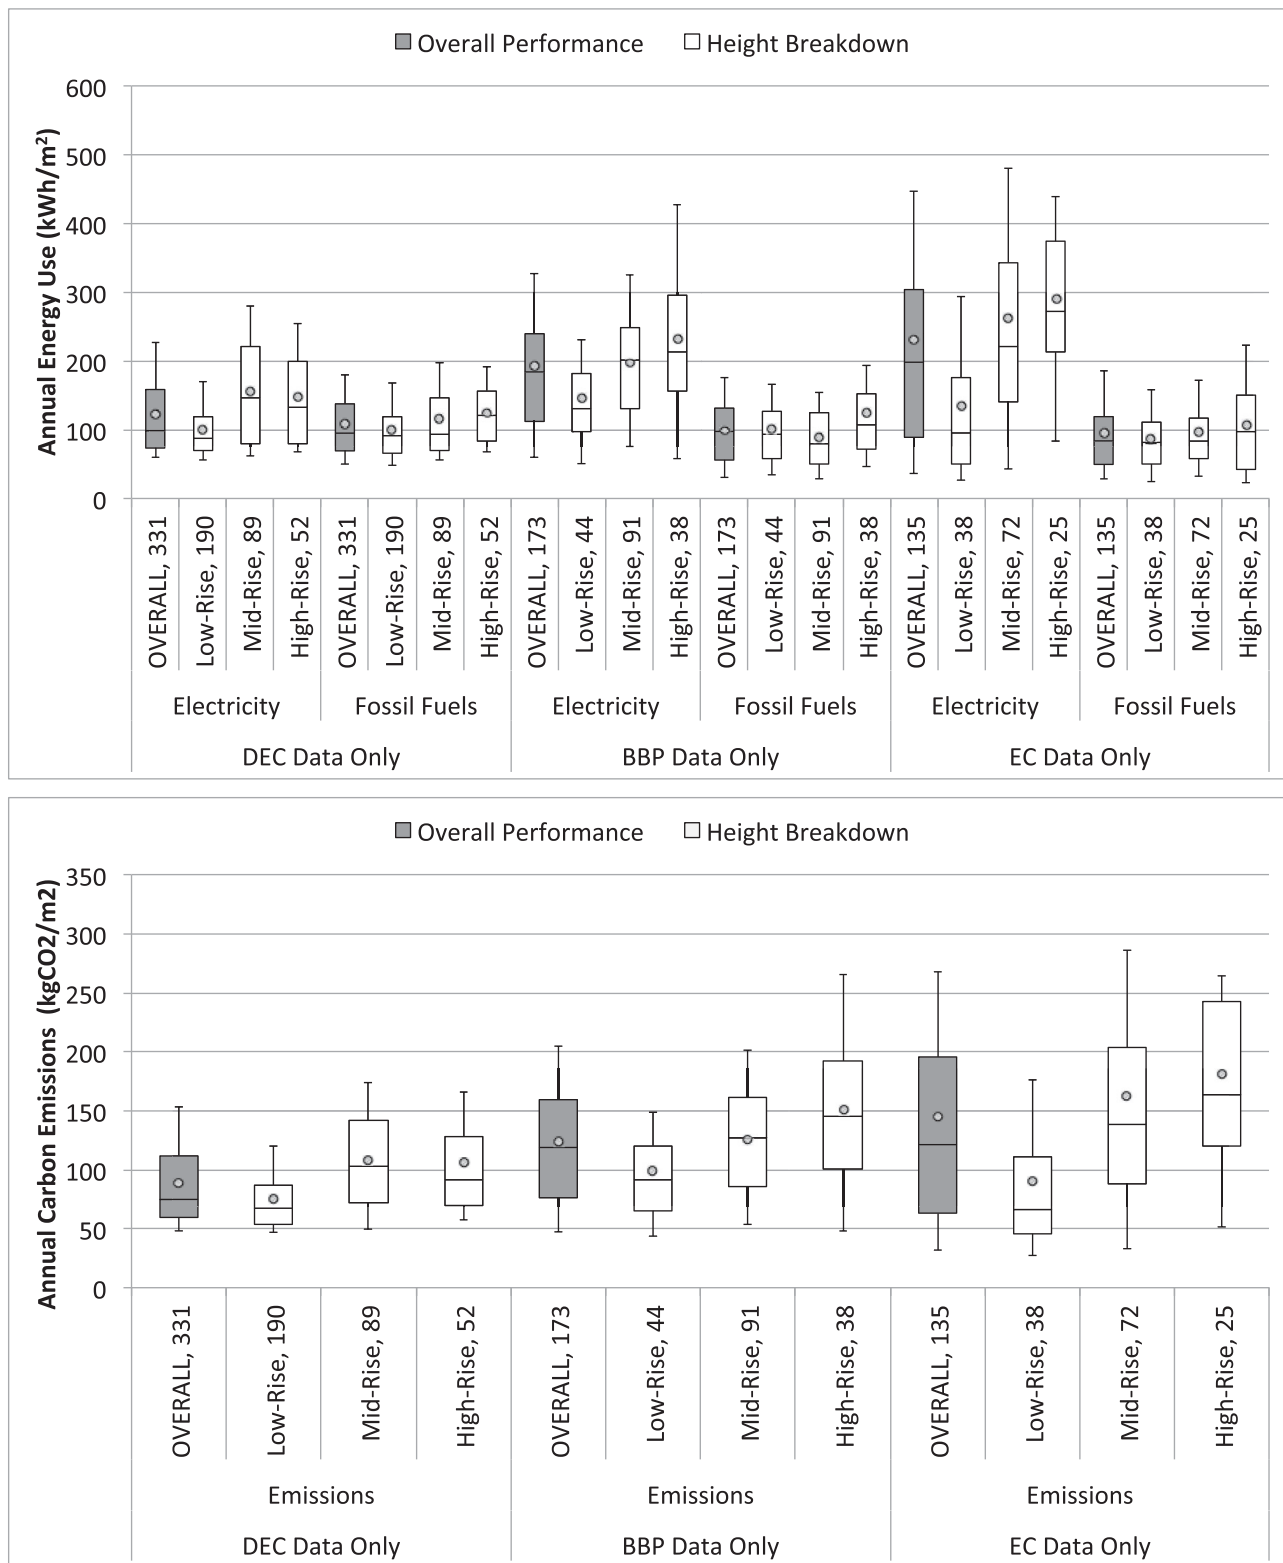 Overall Performance Height Breakdown
Annual Energy Use (kWh/m²)
600
500
400
300
200
100
0
OVERALL, 331
Low-Rise, 190
Mid-Rise, 89
High-Rise, 52
OVERALL, 331
Low-Rise, 190
Mid-Rise, 89
High-Rise, 52
OVERALL, 173
Low-Rise, 44
Mid-Rise, 91
High-Rise, 38
OVERALL, 173
Low-Rise, 44
Mid-Rise, 91
High-Rise, 38
OVERALL, 135
Low-Rise, 38
Mid-Rise, 72
High-Rise, 25
OVERALL, 135
Low-Rise, 38
Mid-Rise, 72
High-Rise, 25
Electricity Fossil Fuels Electricity Fossil Fuels Electricity Fossil Fuels
DEC Data Only BBP Data Only EC Data Only
Overall Performance Height Breakdown
Annual Carbon Emissions (kgCO2/m2)
350
300
250
200
150
100
50
0
OVERALL, 331
Low-Rise, 190
Mid-Rise, 89
High-Rise, 52
OVERALL, 173
Low-Rise, 44
Mid-Rise, 91
High-Rise, 38
OVERALL, 135
Low-Rise, 38
Mid-Rise, 72
High-Rise, 25
Emissions Emissions Emissions
DEC Data Only BBP Data Only EC Data Only